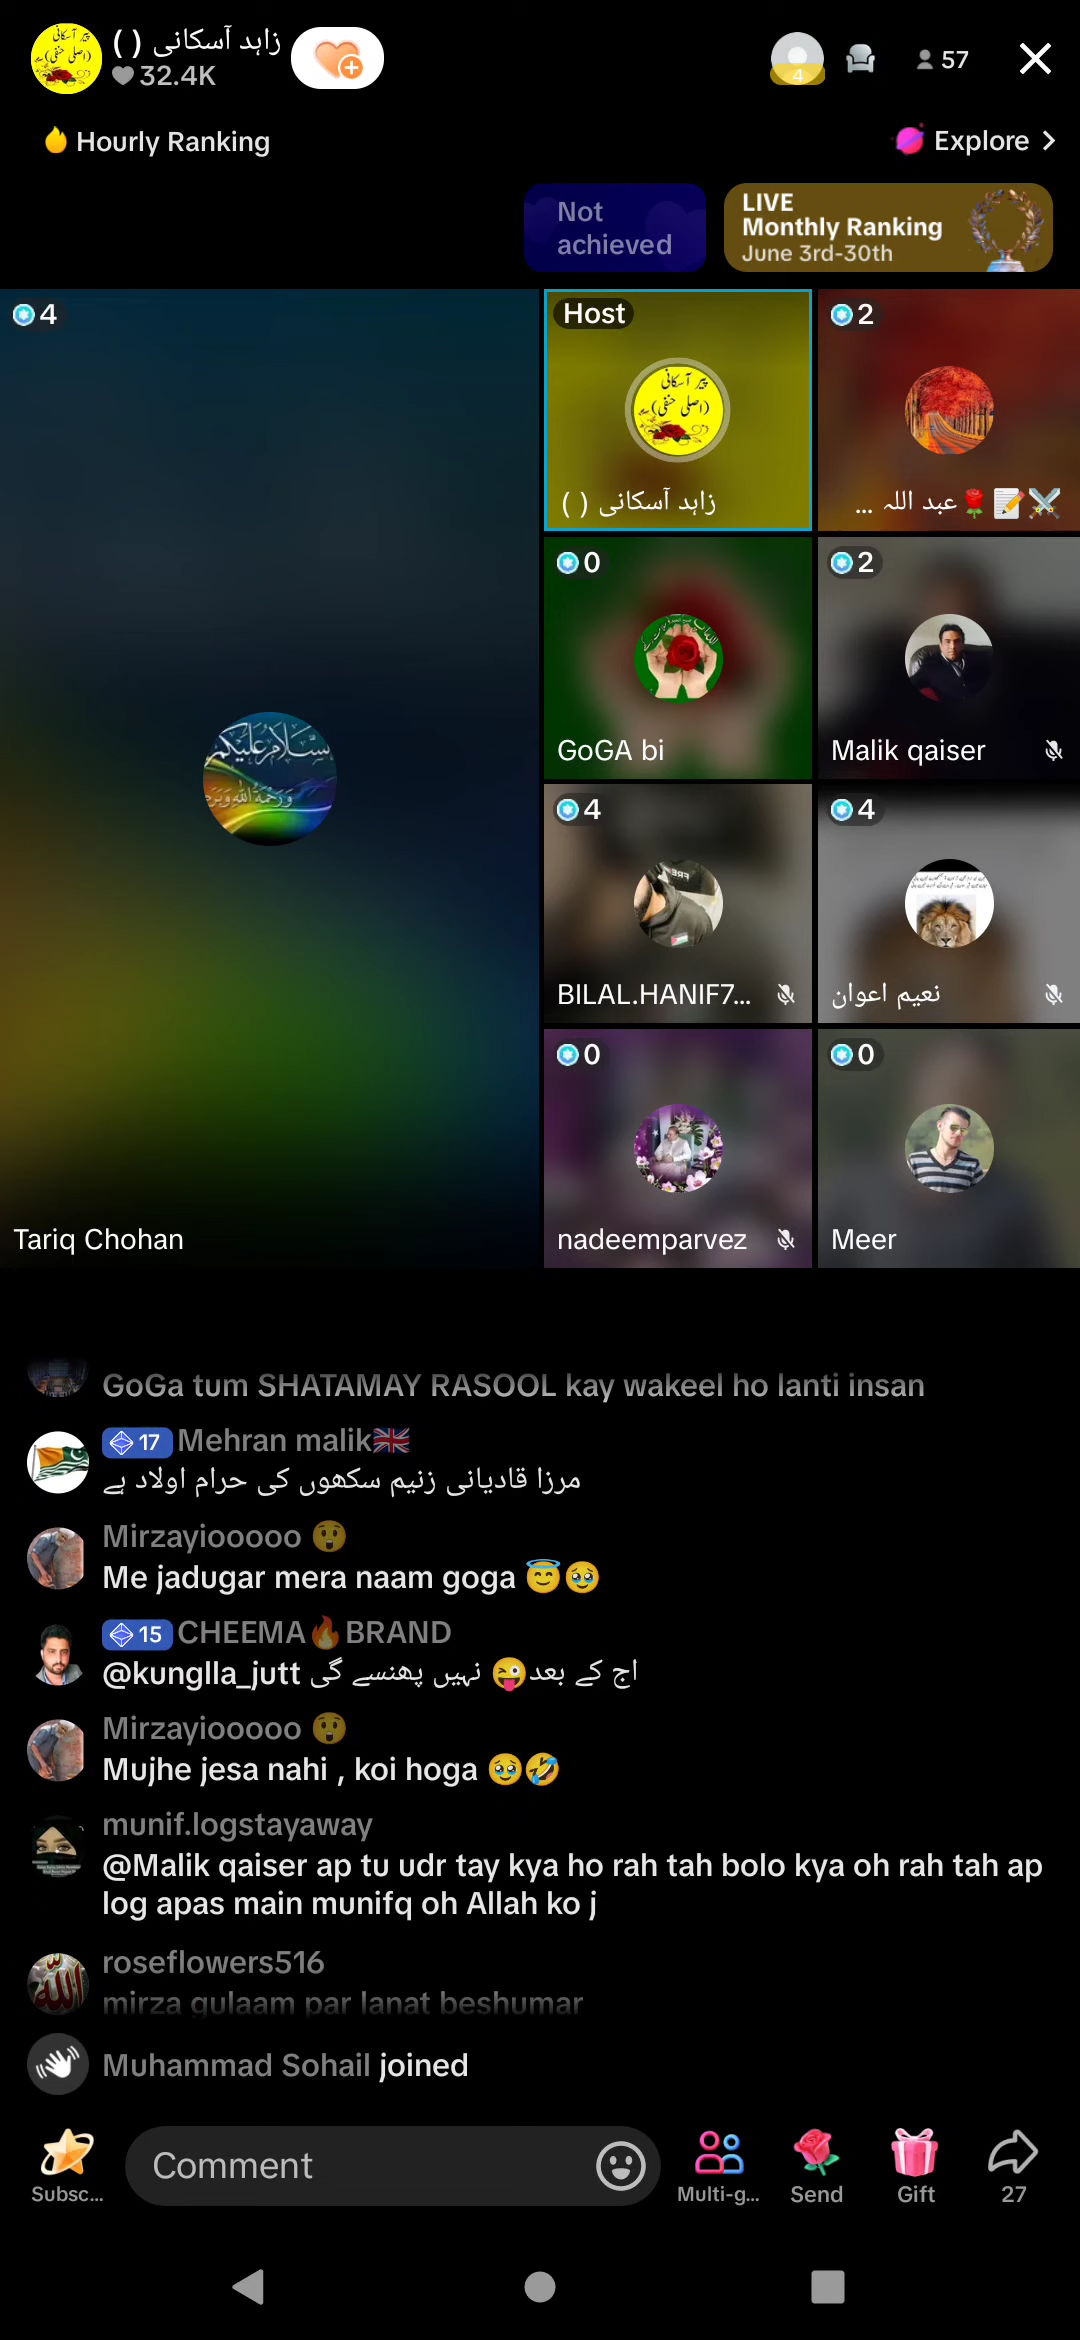 زاہد آسکانی ( )
32.4K
4
57
Hourly Ranking
Explore
Not
achieved
LIVE
Monthly Ranking
June 3rd-30th
4
Tariq Chohan
Host
پیر آسکانی
(اصلی حنفی)
زاہد آسکانی ( )
2
عبد اللہ ...
0
GoGA bi
2
Malik qaiser
4
BILAL.HANIF7...
4
نعیم اعوان
0
nadeemparvez
0
Meer
GoGa tum SHATAMAY RASOOL kay wakeel ho lanti insan
17 Mehran malik🇬🇧
مرزا قادیانی زنیم سکھوں کی حرام اولاد ہے
Mirzayiooooo 😲
Me jadugar mera naam goga 😇🥹
15 CHEEMA🔥BRAND
@kunglla_jutt اج کے بعد😜 نہیں پھنسے گی
Mirzayiooooo 😲
Mujhe jesa nahi , koi hoga 🥹🤣
munif.logstayaway
@Malik qaiser ap tu udr tay kya ho rah tah bolo kya oh rah tah ap
log apas main munifq oh Allah ko j
roseflowers516
mirza gulaam par lanat beshumar
Muhammad Sohail joined
Subsc...
Comment
Multi-g...
Send
Gift
27